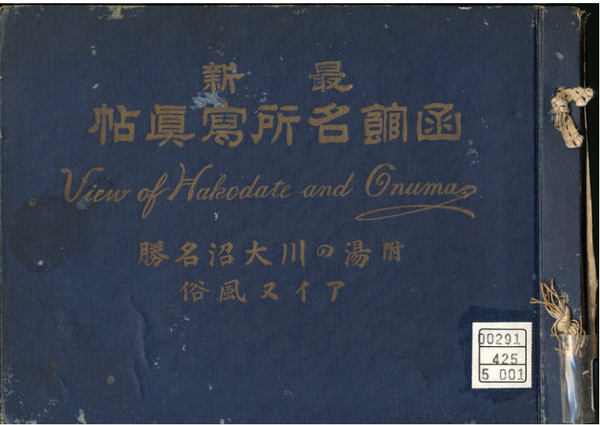 最新
函館名所寫眞帖
View of Hakodate and Onuma
附湯の川大沼名勝
アイヌ風俗
00291
425
5 001